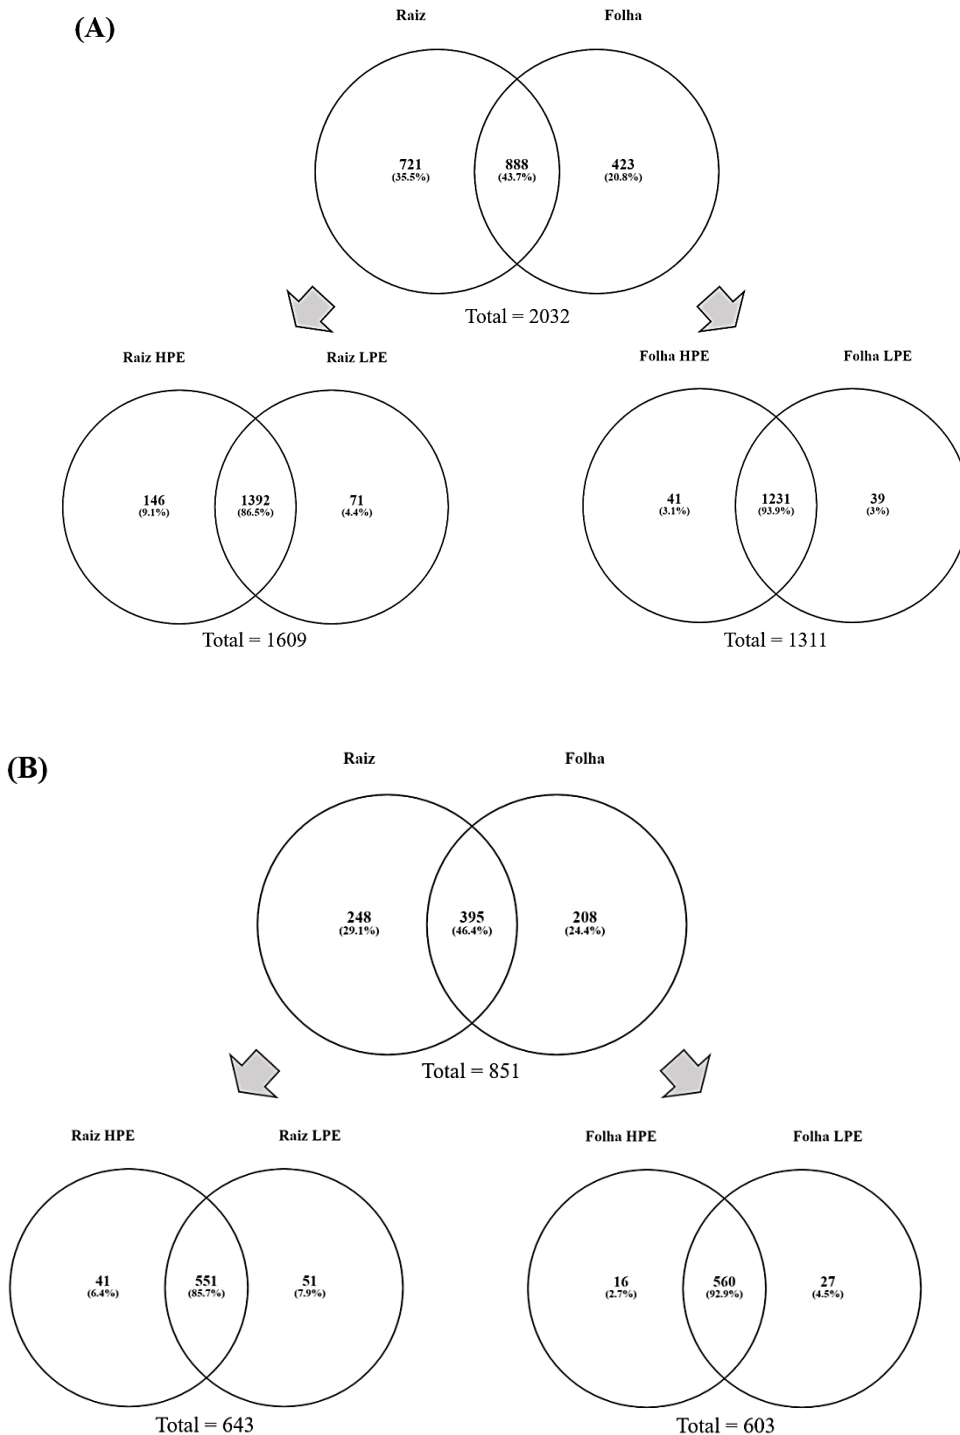 (A)
Raiz Folha
721 888 423
(35.5%) (43.7%) (20.8%)
Total = 2032
Raiz HPE Raiz LPE Folha HPE Folha LPE
146 1392 71 41 1231 39
(9.1%) (86.5%) (4.4%) (3.1%) (93.9%) (3%)
Total = 1609 Total = 1311
(B)
Raiz Folha
248 395 208
(29.1%) (46.4%) (24.4%)
Total = 851
Raiz HPE Raiz LPE Folha HPE Folha LPE
41 551 51 16 560 27
(6.4%) (85.7%) (7.9%) (2.7%) (92.9%) (4.5%)
Total = 643 Total = 603